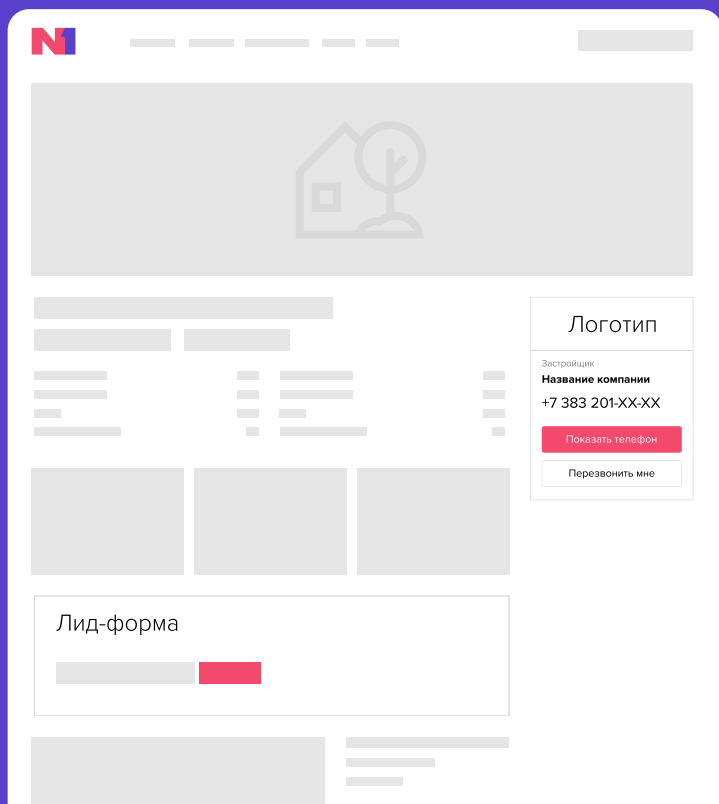 N1
Логотип
Застройщик
Название компании
+7 383 201-XX-XX
Показать телефон
Перезвонить мне
Лид-форма